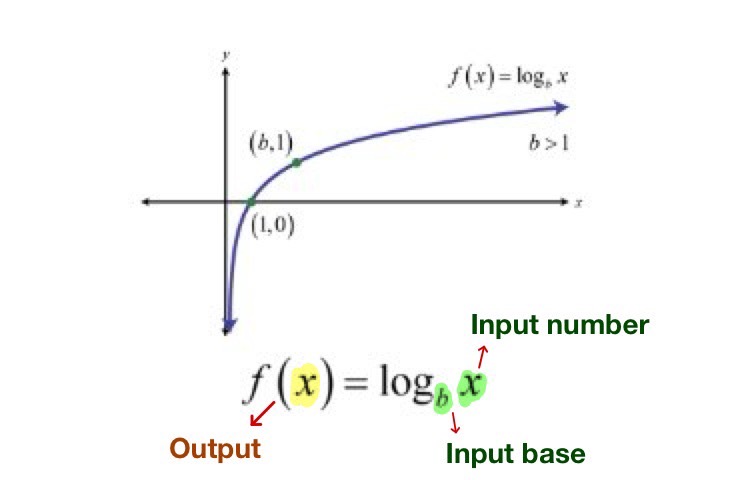 y
f(x) = log_b x
(b,1)
b > 1
x
(1,0)
Input number
f(x) = log_b x
Output
Input base